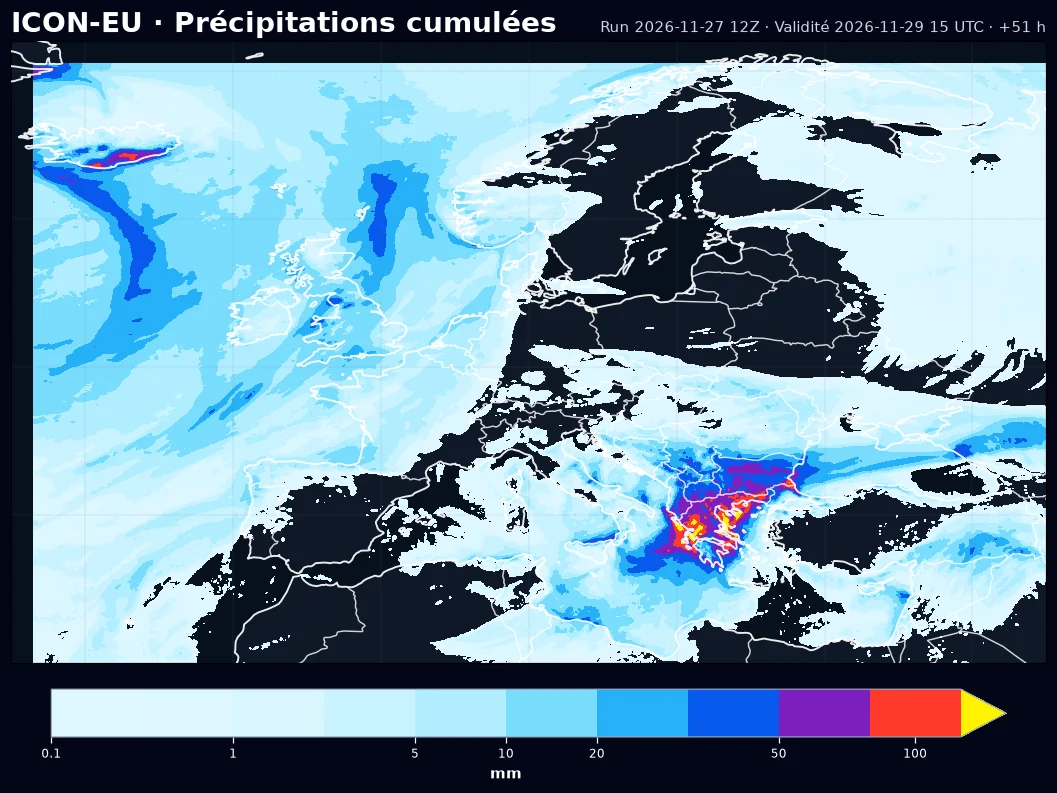 ICON-EU · Précipitations cumulées
Run 2026-11-27 12Z · Validité 2026-11-29 15 UTC · +51 h
0.1 1 5 10 20 50 100
mm